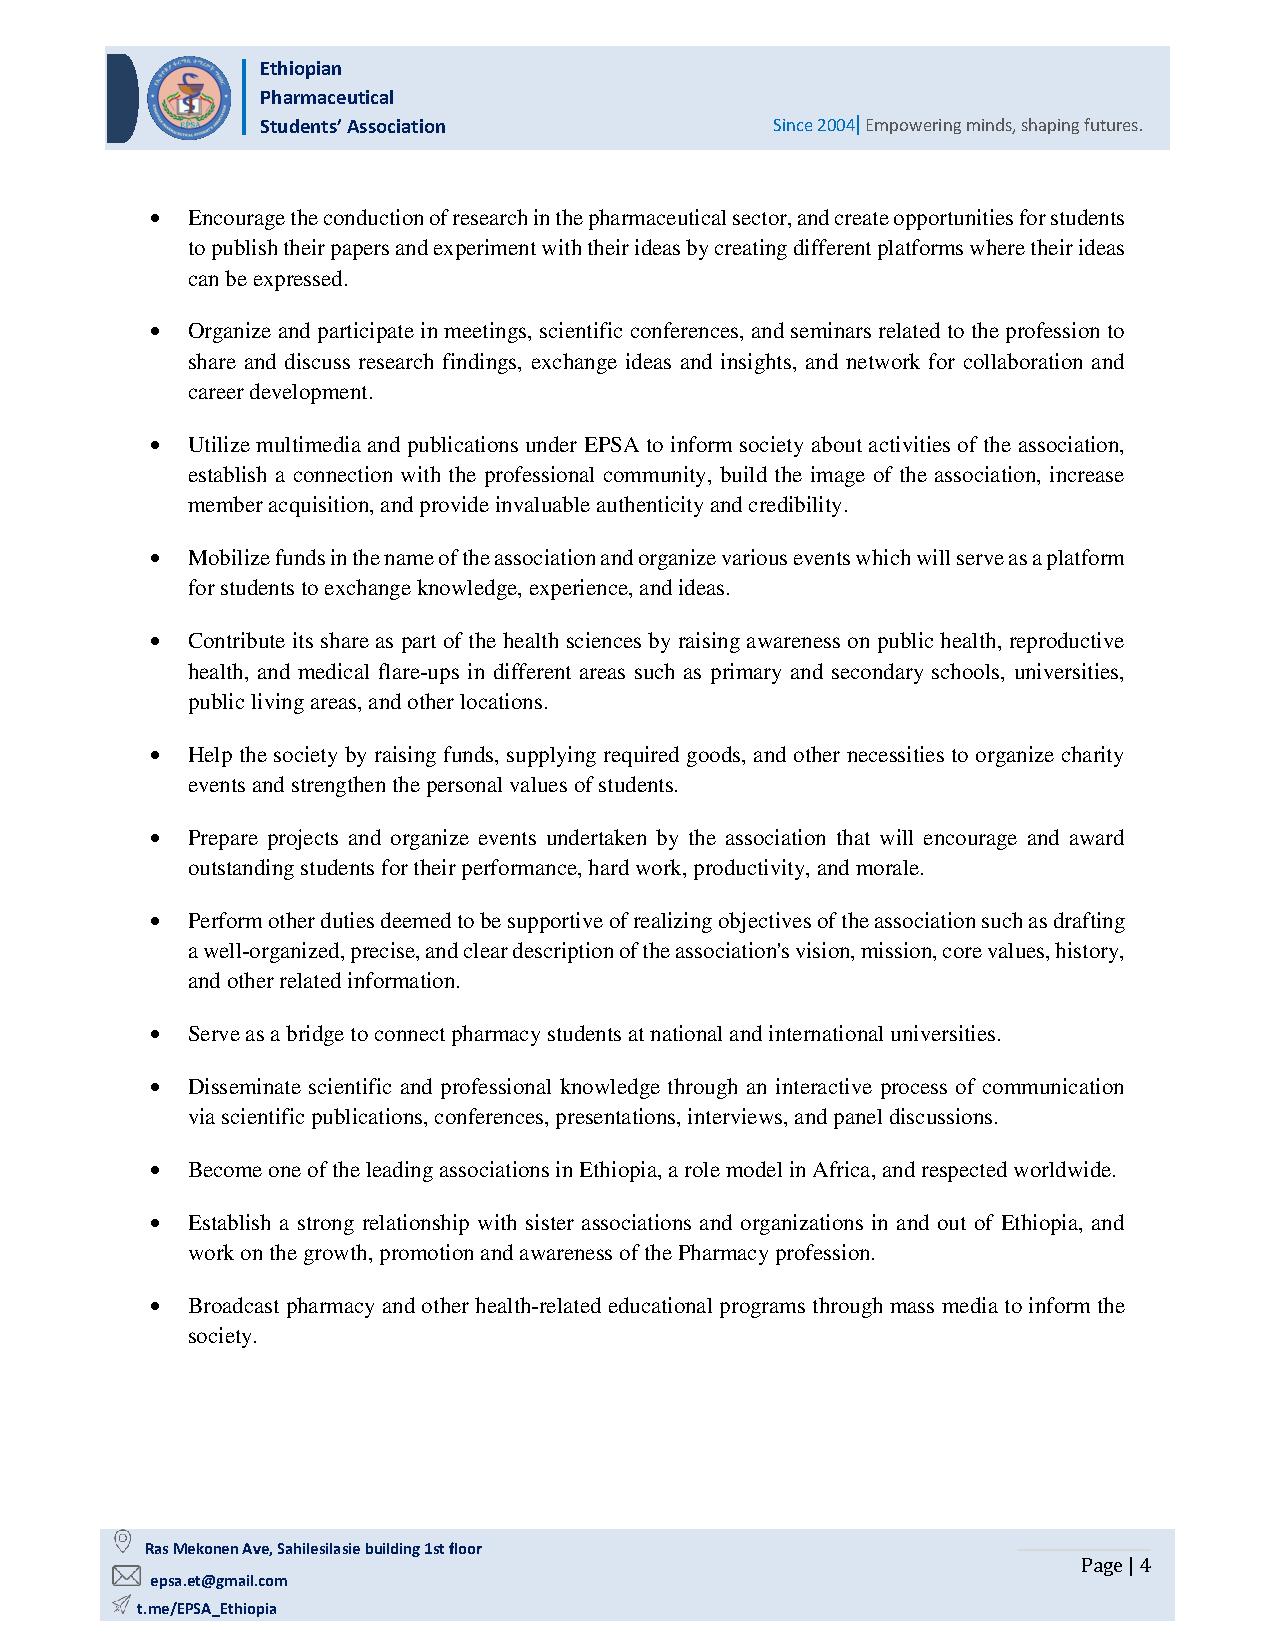 Ethiopian
Pharmaceutical
Students’ Association
Since 2004| Empowering minds, shaping futures.
EPSA
• Encourage the conduction of research in the pharmaceutical sector, and create opportunities for students
to publish their papers and experiment with their ideas by creating different platforms where their ideas
can be expressed.
• Organize and participate in meetings, scientific conferences, and seminars related to the profession to
share and discuss research findings, exchange ideas and insights, and network for collaboration and
career development.
• Utilize multimedia and publications under EPSA to inform society about activities of the association,
establish a connection with the professional community, build the image of the association, increase
member acquisition, and provide invaluable authenticity and credibility.
• Mobilize funds in the name of the association and organize various events which will serve as a platform
for students to exchange knowledge, experience, and ideas.
• Contribute its share as part of the health sciences by raising awareness on public health, reproductive
health, and medical flare-ups in different areas such as primary and secondary schools, universities,
public living areas, and other locations.
• Help the society by raising funds, supplying required goods, and other necessities to organize charity
events and strengthen the personal values of students.
• Prepare projects and organize events undertaken by the association that will encourage and award
outstanding students for their performance, hard work, productivity, and morale.
• Perform other duties deemed to be supportive of realizing objectives of the association such as drafting
a well-organized, precise, and clear description of the association's vision, mission, core values, history,
and other related information.
• Serve as a bridge to connect pharmacy students at national and international universities.
• Disseminate scientific and professional knowledge through an interactive process of communication
via scientific publications, conferences, presentations, interviews, and panel discussions.
• Become one of the leading associations in Ethiopia, a role model in Africa, and respected worldwide.
• Establish a strong relationship with sister associations and organizations in and out of Ethiopia, and
work on the growth, promotion and awareness of the Pharmacy profession.
• Broadcast pharmacy and other health-related educational programs through mass media to inform the
society.
Ras Mekonen Ave, Sahilesilasie building 1st floor
epsa.et@gmail.com
t.me/EPSA_Ethiopia
Page | 4